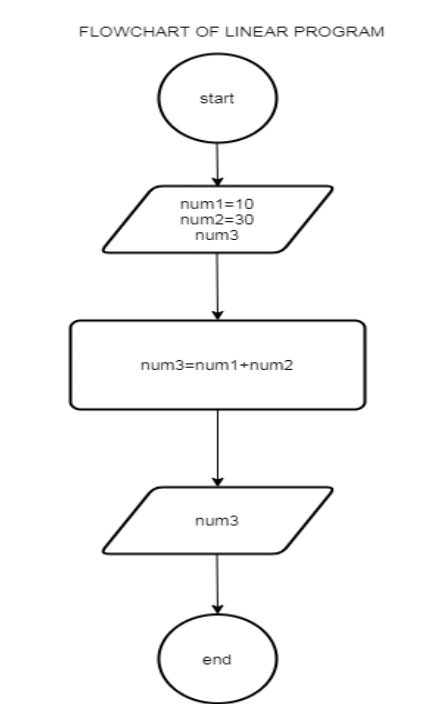 FLOWCHART OF LINEAR PROGRAM
start
num1=10
num2=30
num3
num3=num1+num2
num3
end